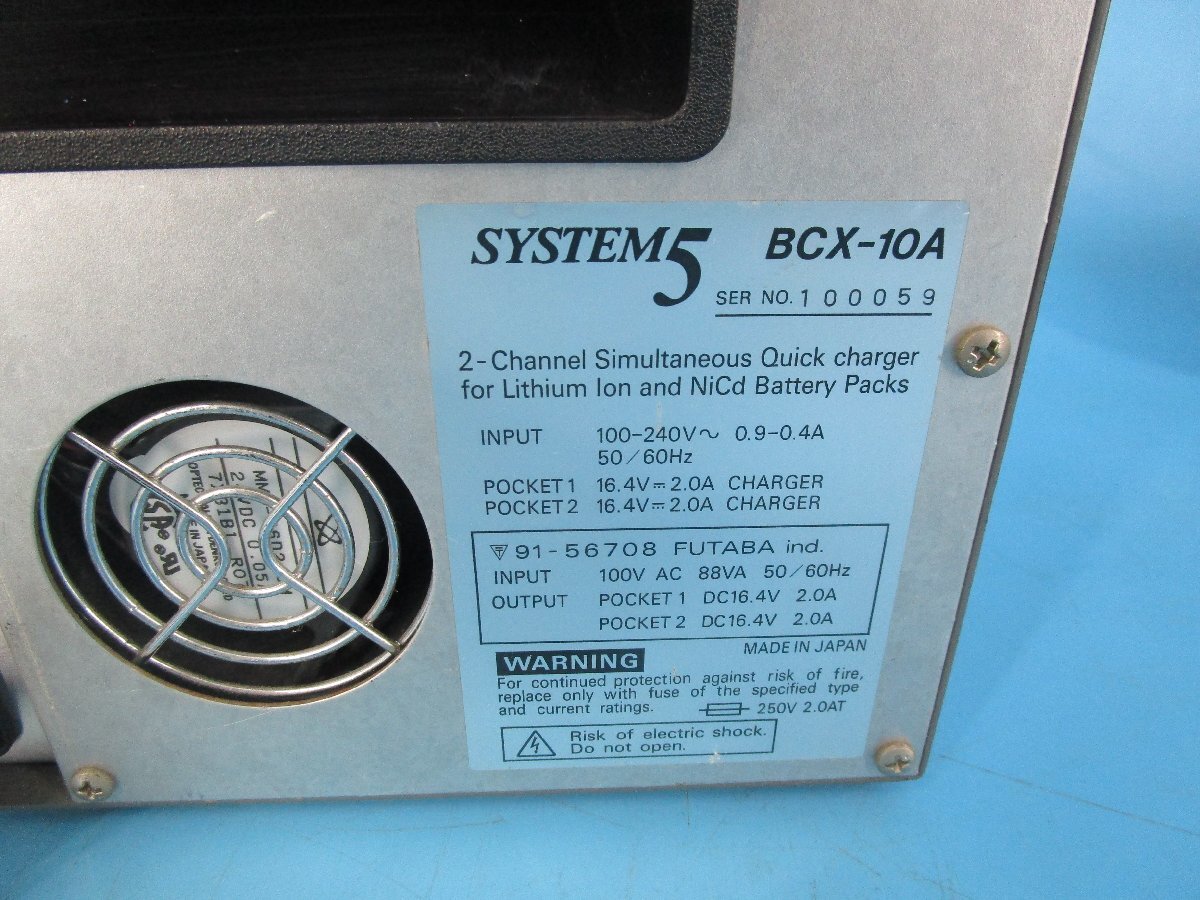 SYSTEM5 BCX-10A
SER NO. 100059
2-Channel Simultaneous Quick charger
for Lithium Ion and NiCd Battery Packs
INPUT 100-240V~ 0.9-0.4A
50/60Hz
POCKET1 16.4V⎓2.0A CHARGER
POCKET2 16.4V⎓2.0A CHARGER
91-56708 FUTABA ind.
INPUT 100V AC 88VA 50/60Hz
OUTPUT POCKET 1 DC16.4V 2.0A
POCKET 2 DC16.4V 2.0A
MADE IN JAPAN
WARNING
For continued protection against risk of fire,
replace only with fuse of the specified type
and current ratings. 250V 2.0AT
Risk of electric shock.
Do not open.
VDC